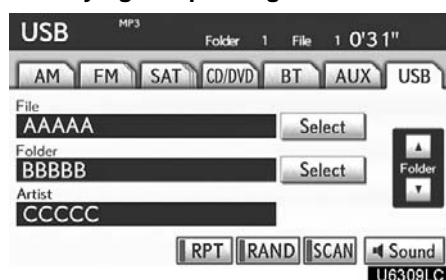 USB MP3 Folder 1 File 1 0'31"
AM FM SAT CD/DVD BT AUX USB
File
AAAAA Select
Folder
BBBBB Select
Folder
Artist
CCCCC
RPT RAND SCAN Sound
U6309LC